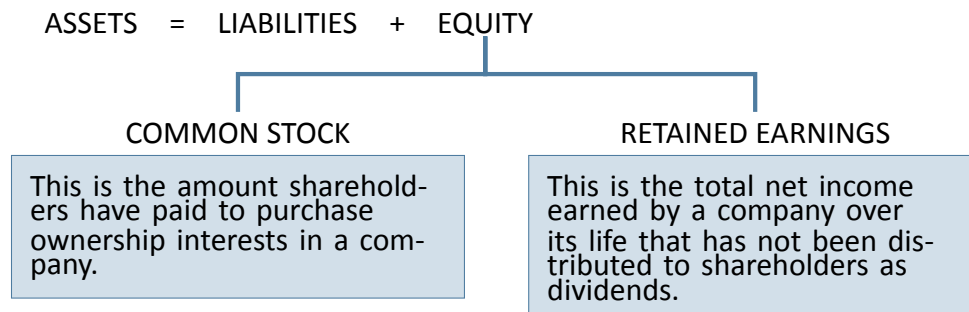 ASSETS = LIABILITIES + EQUITY
COMMON STOCK
This is the amount sharehold-
ers have paid to purchase
ownership interests in a com-
pany.
RETAINED EARNINGS
This is the total net income
earned by a company over
its life that has not been dis-
tributed to shareholders as
dividends.